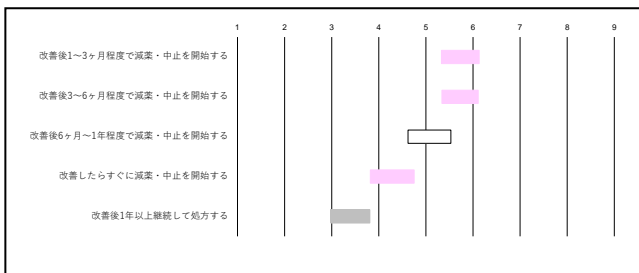 1 2 3 4 5 6 7 8 9
改善後1～3ヶ月程度で減薬・中止を開始する
改善後3～6ヶ月程度で減薬・中止を開始する
改善後6ヶ月～1年程度で減薬・中止を開始する
改善したらすぐに減薬・中止を開始する
改善後1年以上継続して処方する